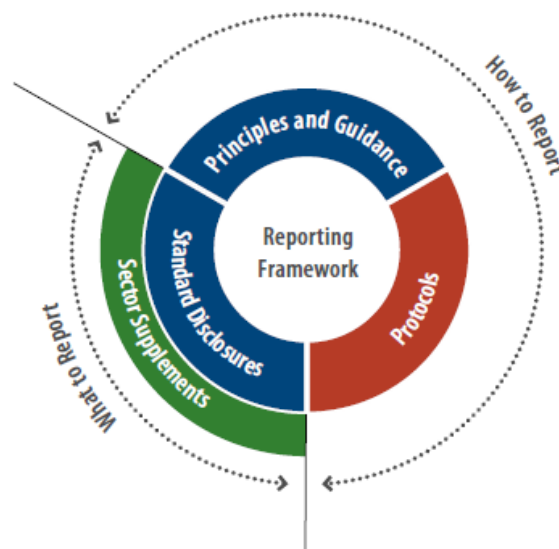 How to Report
Principles and Guidance
Reporting
Framework
Standard Disclosures
Sector Supplements
Protocols
What to Report